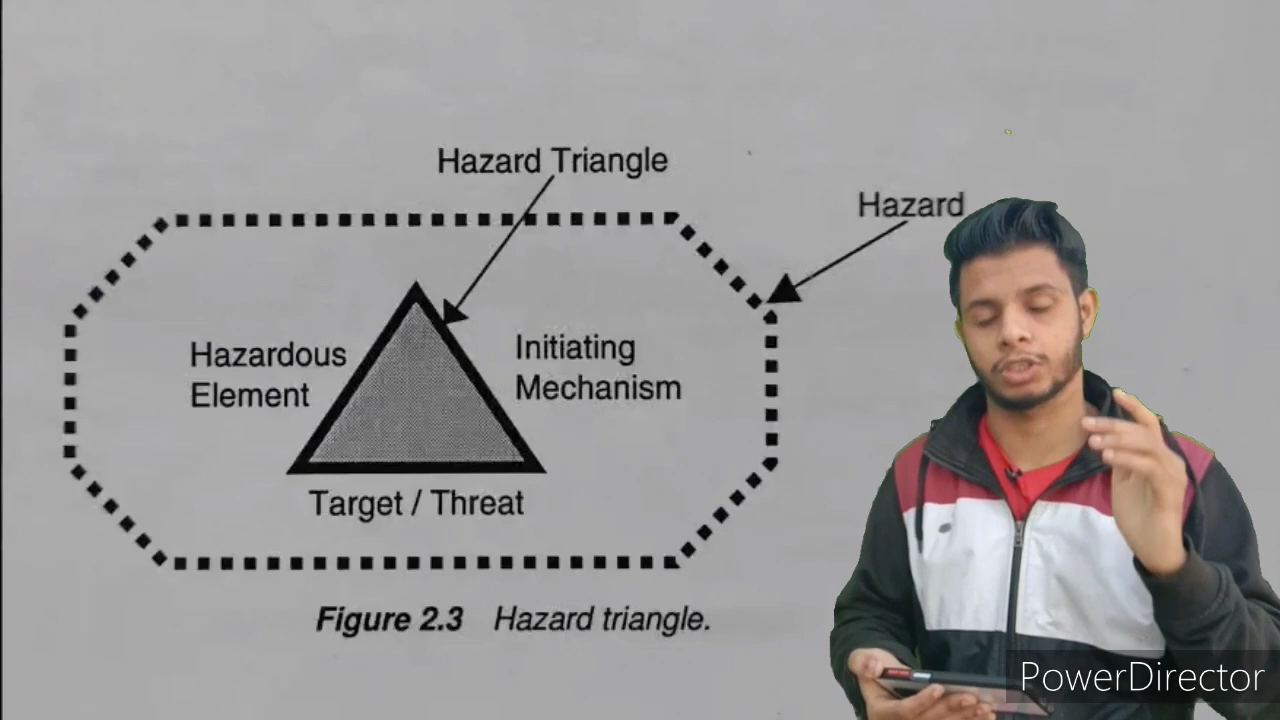 Hazard Triangle
Hazard
Hazardous
Element
Initiating
Mechanism
Target / Threat
Figure 2.3 Hazard triangle.
PowerDirector